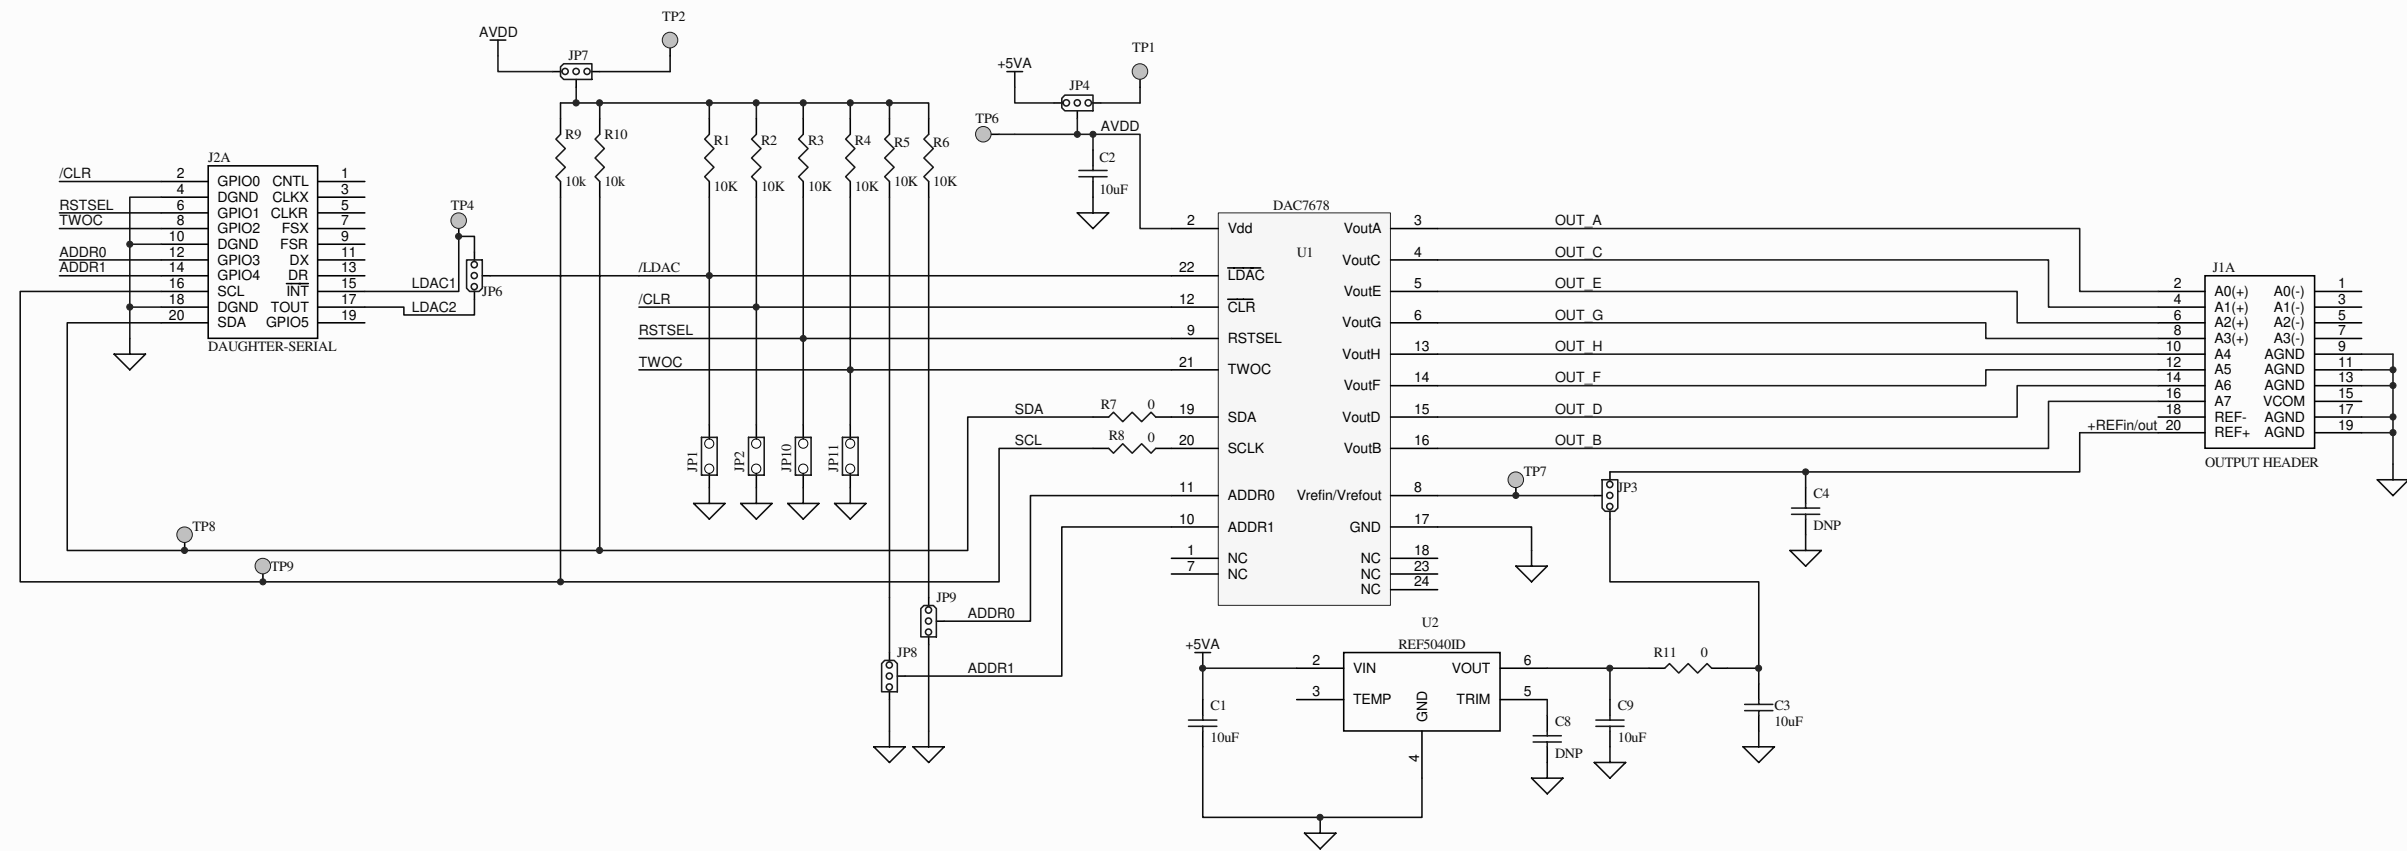 TP2
AVDD
JP7
TP1
+5VA
JP4
TP6
AVDD
C2
10uF
R9
10k
R10
10k
R1
10K
R2
10K
R3
10K
R4
10K
R5
10K
R6
10K
J2A
/CLR 2 GPIO0 CNTL 1
4 DGND CLKX 3
RSTSEL 6 GPIO1 CLKR 5
TWOC 8 GPIO2 FSX 7
10 DGND FSR 9
ADDR0 12 GPIO3 DX 11
ADDR1 14 GPIO4 DR 13
16 SCL INT 15 LDAC1
18 DGND TOUT 17 LDAC2
20 SDA GPIO5 19
DAUGHTER-SERIAL
TP4
JP6
DAC7678
U1
2 Vdd VoutA 3 OUT_A
VoutC 4 OUT_C
/LDAC 22 LDAC
VoutE 5 OUT_E
/CLR 12 CLR
VoutG 6 OUT_G
RSTSEL 9 RSTSEL
VoutH 13 OUT_H
TWOC 21 TWOC
VoutF 14 OUT_F
SDA R7 0 19 SDA VoutD 15 OUT_D
SCL R8 0 20 SCLK VoutB 16 OUT_B
11 ADDR0 Vrefin/Vrefout 8
10 ADDR1 GND 17
1 NC NC 18
7 NC NC 23
NC 24
JP1
JP2
JP10
JP11
TP7
JP3
C4
DNP
J1A
2 A0(+) A0(-) 1
4 A1(+) A1(-) 3
6 A2(+) A2(-) 5
8 A3(+) A3(-) 7
10 A4 AGND 9
12 A5 AGND 11
14 A6 AGND 13
16 A7 VCOM 15
18 REF- AGND 17
+REFin/out 20 REF+ AGND 19
OUTPUT HEADER
TP8
TP9
JP9
ADDR0
JP8
ADDR1
U2
REF5040ID
+5VA
2 VIN VOUT 6
3 TEMP TRIM 5
GND
4
R11 0
C1
10uF
C8
DNP
C9
10uF
C3
10uF